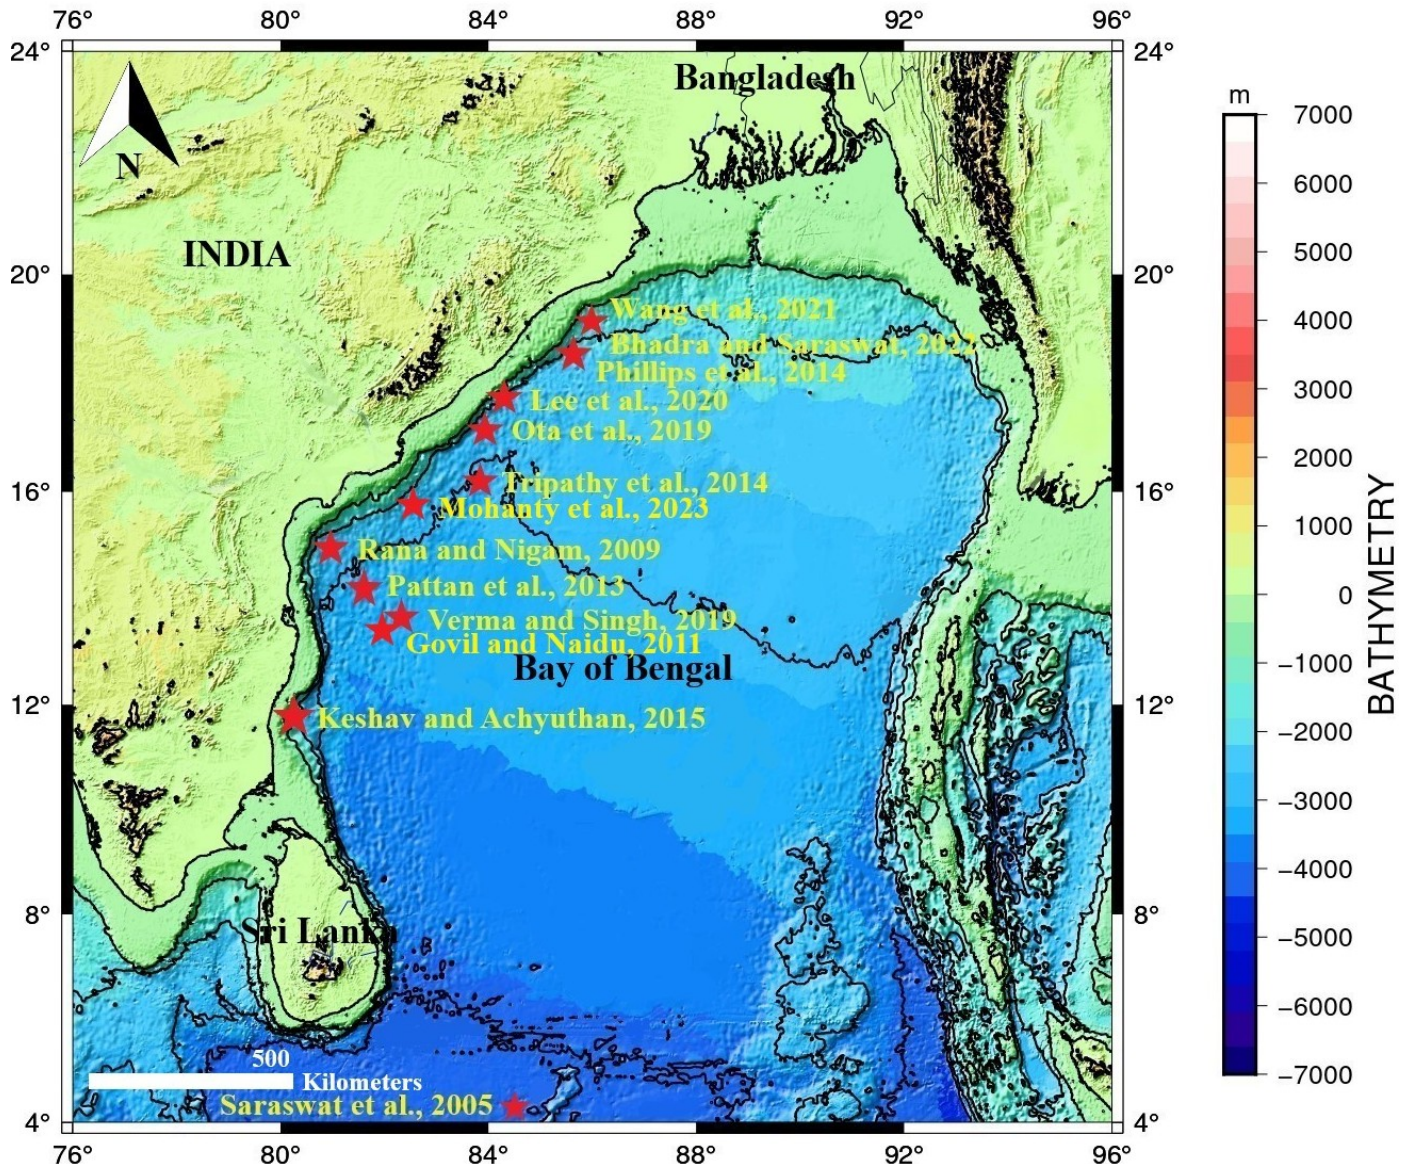 76° 80° 84° 88° 92° 96°
24° 24°
Bangladesh
m
7000
N
6000
INDIA
5000
20° 20°
4000
Wang et al., 2021
Bhadra and Saraswat, 2022
Phillips et al., 2014
3000
Lee et al., 2020
Ota et al., 2019
2000
Tripathy et al., 2014
16° 16°
Mohanty et al., 2023
1000
Rana and Nigam, 2009
Pattan et al., 2013
0
Verma and Singh, 2019
Govil and Naidu, 2011
Bay of Bengal
−1000
12° 12°
Keshav and Achyuthan, 2015
−2000
−3000
−4000
8° 8°
Sri Lanka
−5000
−6000
500
Kilometers
−7000
Saraswat et al., 2005
4° 4°
76° 80° 84° 88° 92° 96°
BATHYMETRY